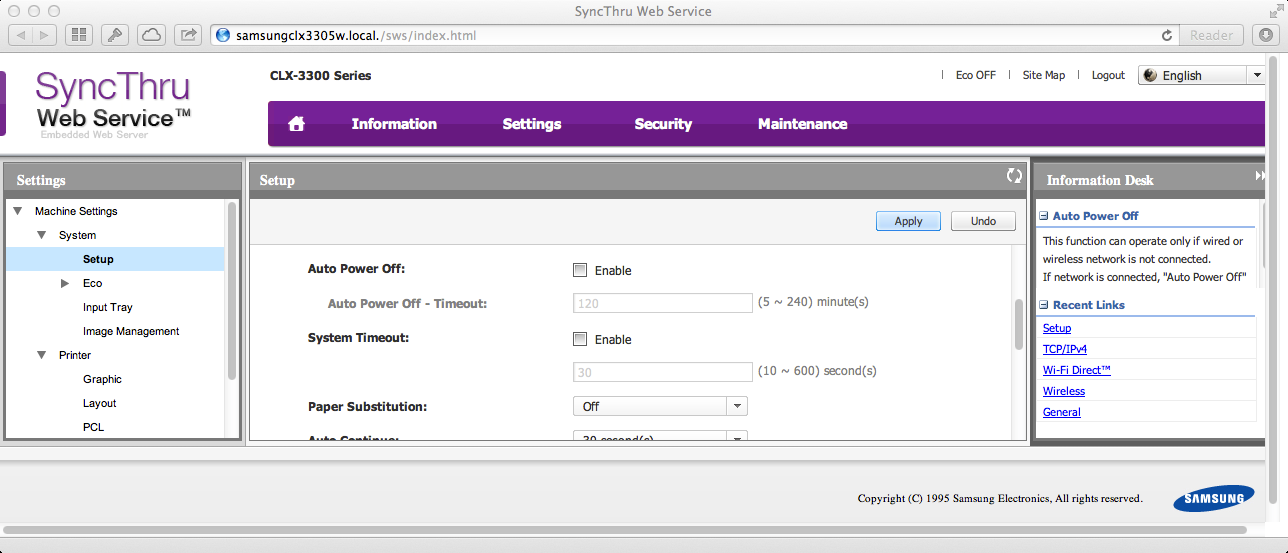 SyncThru Web Service
samsungclx3305w.local./sws/index.html
Reader
SyncThru
Web Service™
Embedded Web Server
CLX-3300 Series
Eco OFF
Site Map
Logout
English
Information
Settings
Security
Maintenance
Settings
Machine Settings
System
Setup
Eco
Input Tray
Image Management
Printer
Graphic
Layout
PCL
Setup
Apply
Undo
Auto Power Off:
Enable
Auto Power Off - Timeout:
120
(5 ~ 240) minute(s)
System Timeout:
Enable
30
(10 ~ 600) second(s)
Paper Substitution:
Off
Auto Continue:
30 second(s)
Information Desk
Auto Power Off
This function can operate only if wired or
wireless network is not connected.
If network is connected, "Auto Power Off"
Recent Links
Setup
TCP/IPv4
Wi-Fi Direct™
Wireless
General
Copyright (C) 1995 Samsung Electronics, All rights reserved.
SAMSUNG